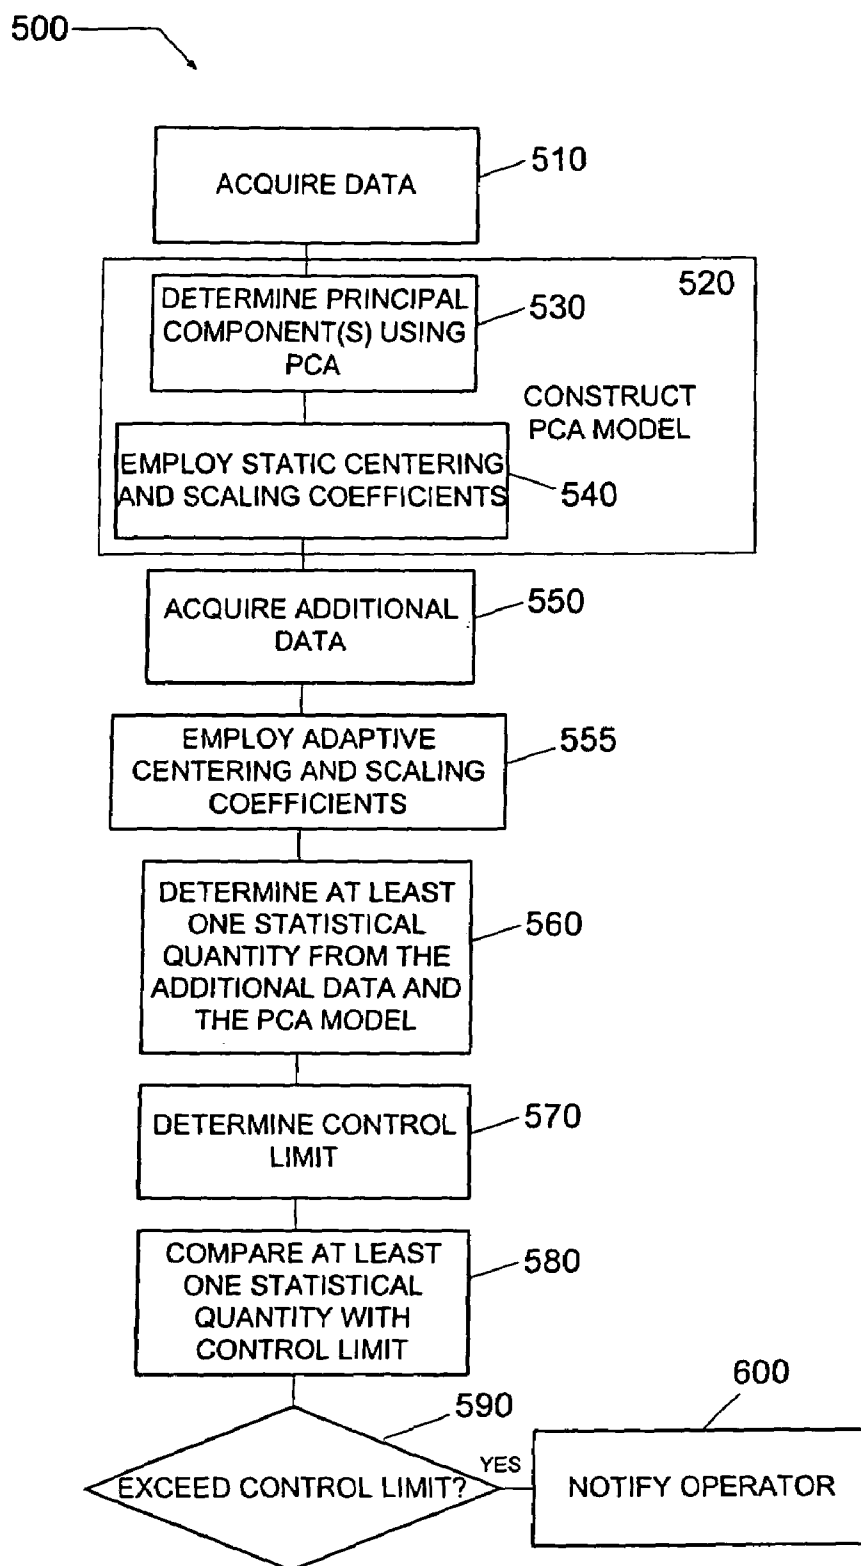 500
ACQUIRE DATA
510
520
DETERMINE PRINCIPAL
COMPONENT(S) USING
PCA
530
CONSTRUCT
PCA MODEL
EMPLOY STATIC CENTERING
AND SCALING COEFFICIENTS
540
ACQUIRE ADDITIONAL
DATA
550
EMPLOY ADAPTIVE
CENTERING AND SCALING
COEFFICIENTS
555
DETERMINE AT LEAST
ONE STATISTICAL
QUANTITY FROM THE
ADDITIONAL DATA AND
THE PCA MODEL
560
DETERMINE CONTROL
LIMIT
570
COMPARE AT LEAST
ONE STATISTICAL
QUANTITY WITH
CONTROL LIMIT
580
590
EXCEED CONTROL LIMIT?
YES
600
NOTIFY OPERATOR